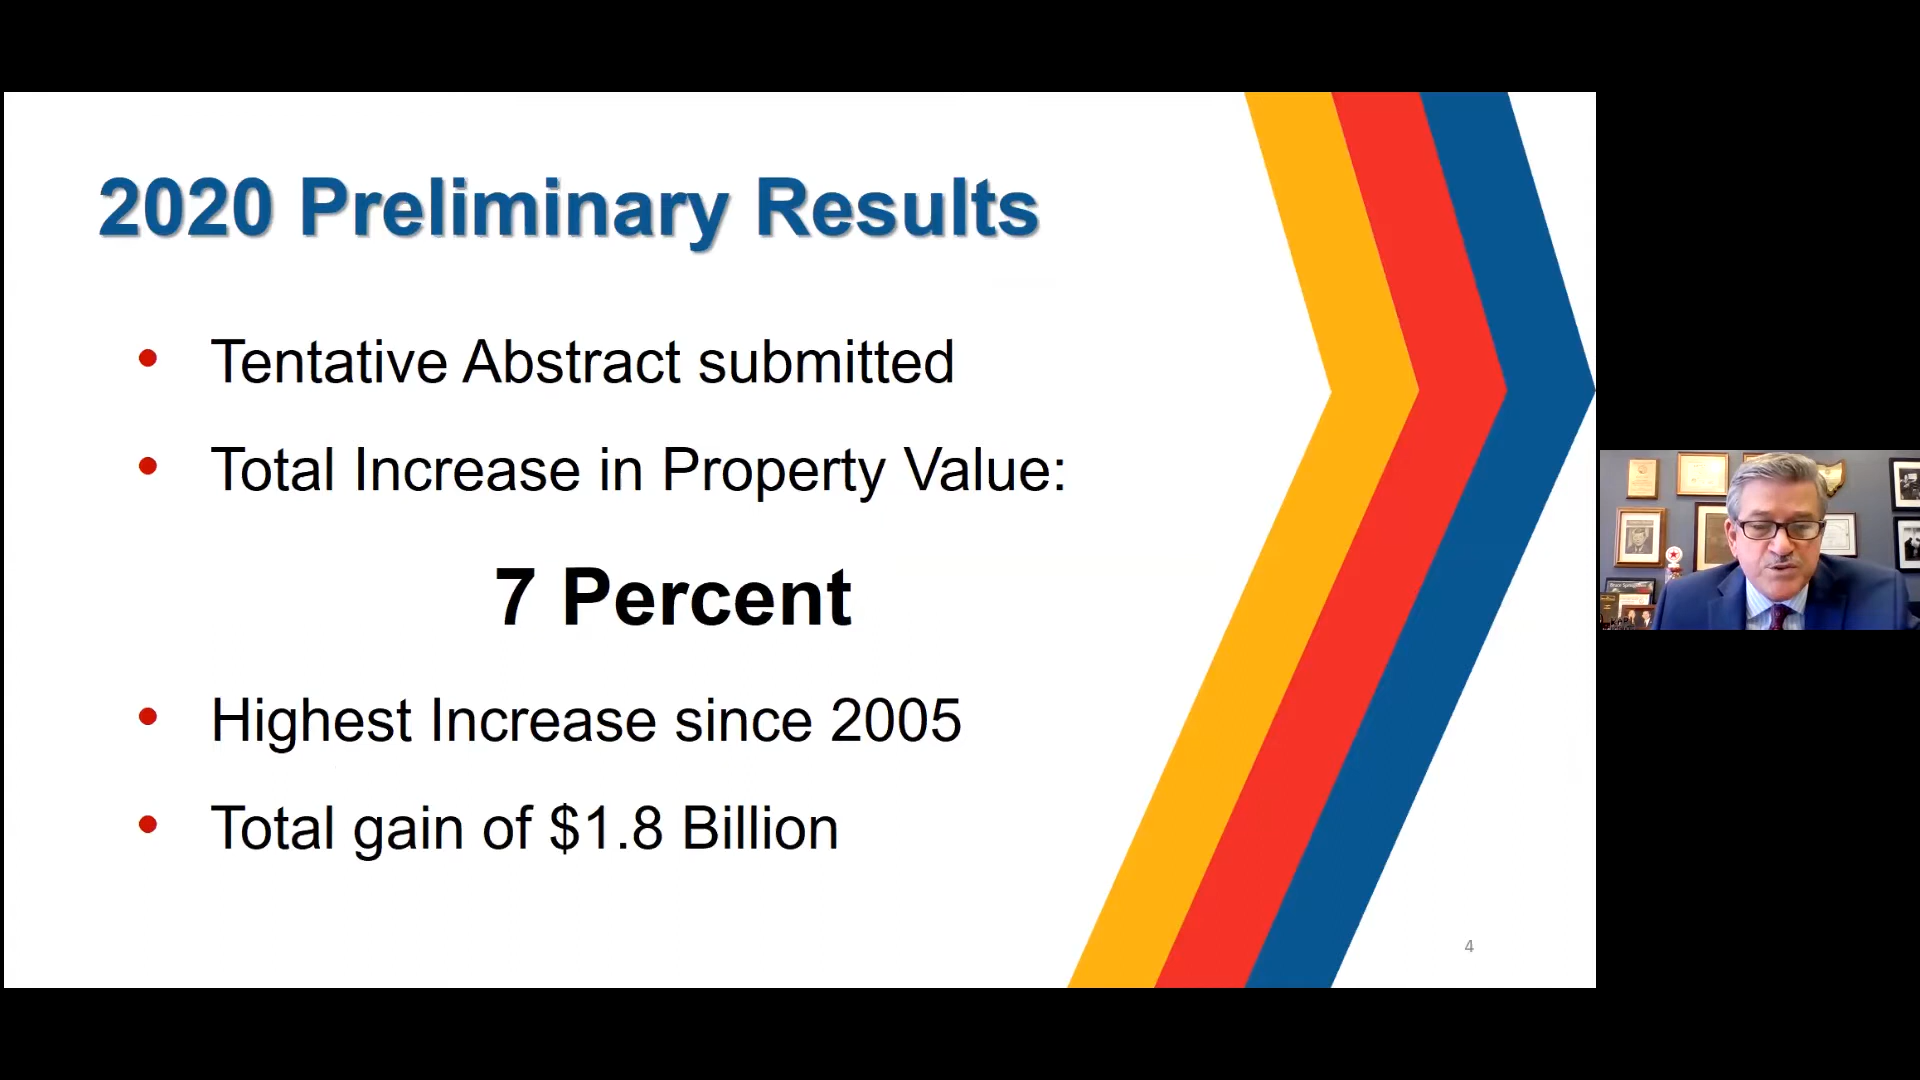 2020 Preliminary Results
• Tentative Abstract submitted
• Total Increase in Property Value:
7 Percent
• Highest Increase since 2005
• Total gain of $1.8 Billion
4